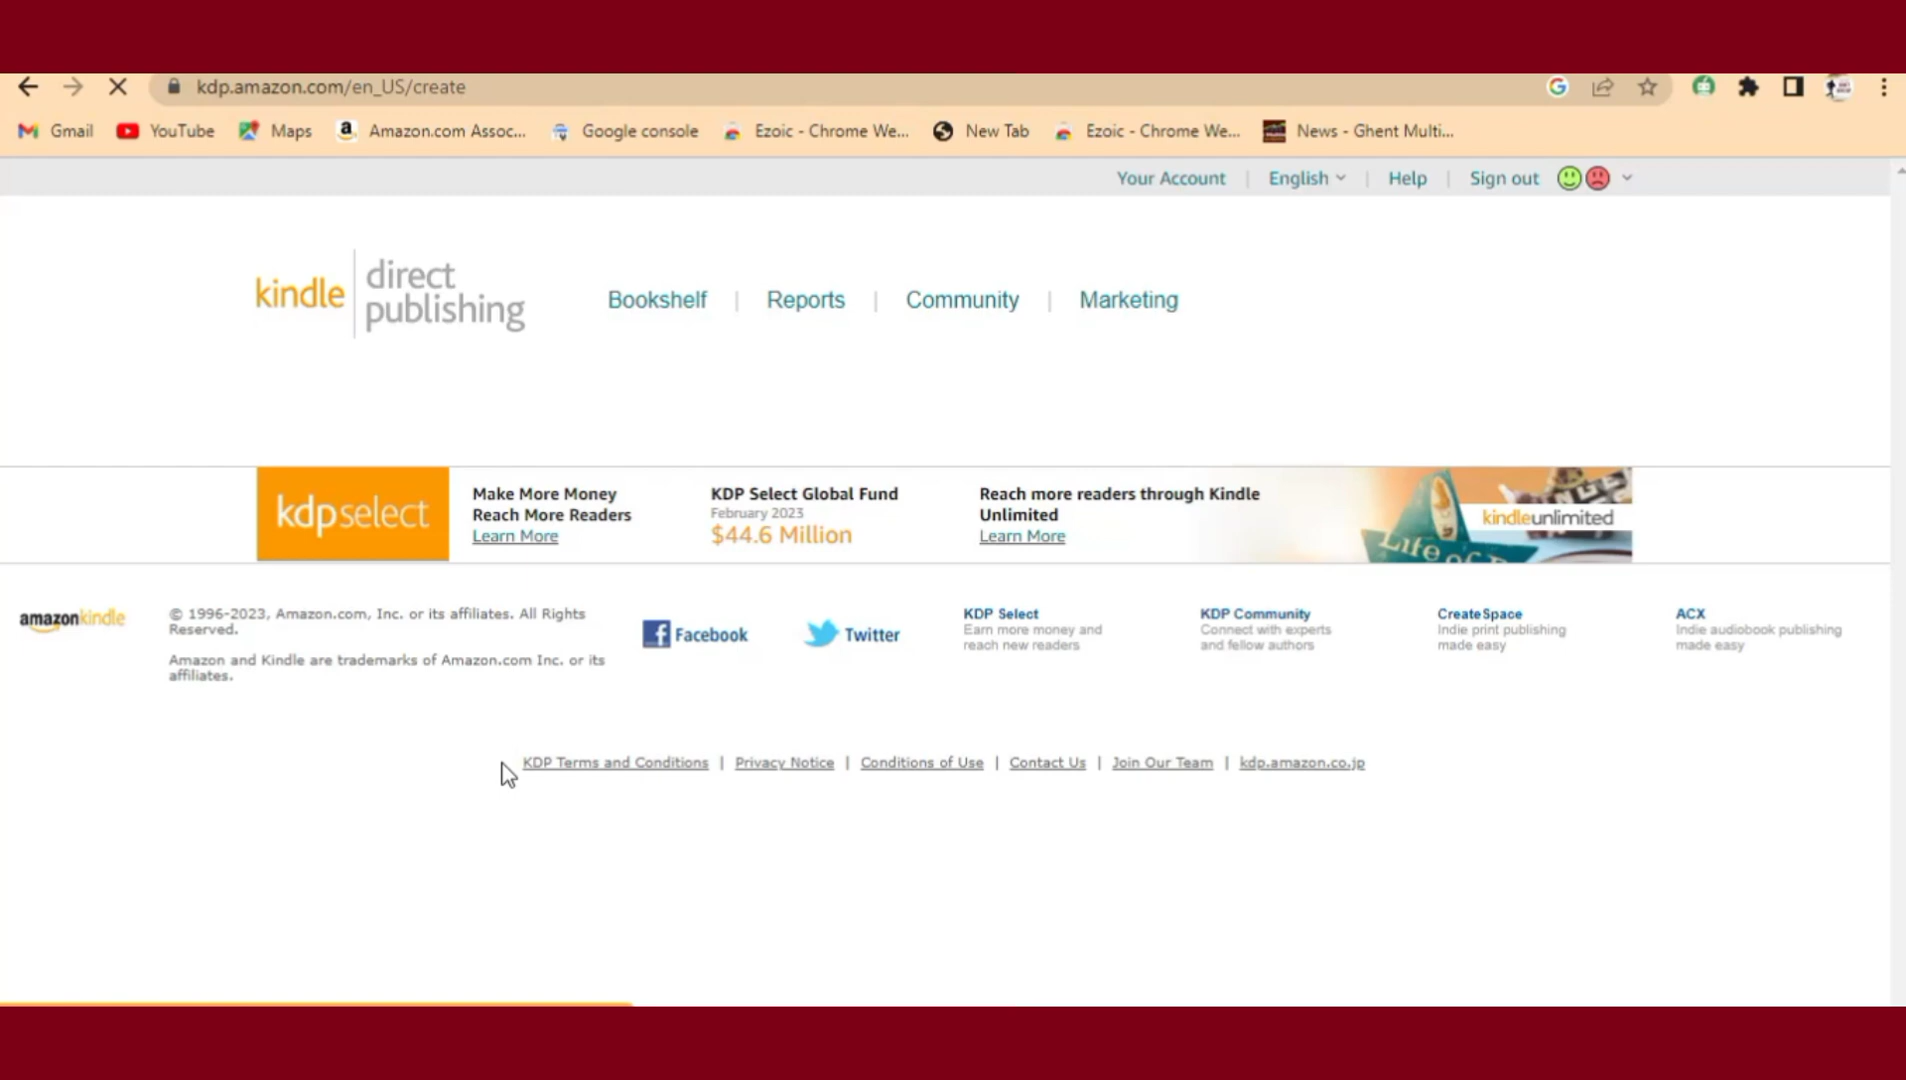 kdp.amazon.com/en_US/create
Gmail YouTube Maps Amazon.com Assoc... Google console Ezoic - Chrome We... New Tab Ezoic - Chrome We... News - Ghent Multi...
Your Account | English | Help | Sign out
kindle direct publishing
Bookshelf | Reports | Community | Marketing
kdpselect
Make More Money
Reach More Readers
Learn More
KDP Select Global Fund
February 2023
$44.6 Million
Reach more readers through Kindle
Unlimited
Learn More
kindleunlimited
Life of
amazonkindle
© 1996-2023, Amazon.com, Inc. or its affiliates. All Rights
Reserved.
Amazon and Kindle are trademarks of Amazon.com Inc. or its
affiliates.
Facebook
Twitter
KDP Select
Earn more money and
reach new readers
KDP Community
Connect with experts
and fellow authors
CreateSpace
Indie print publishing
made easy
ACX
Indie audiobook publishing
made easy
KDP Terms and Conditions | Privacy Notice | Conditions of Use | Contact Us | Join Our Team | kdp.amazon.co.jp